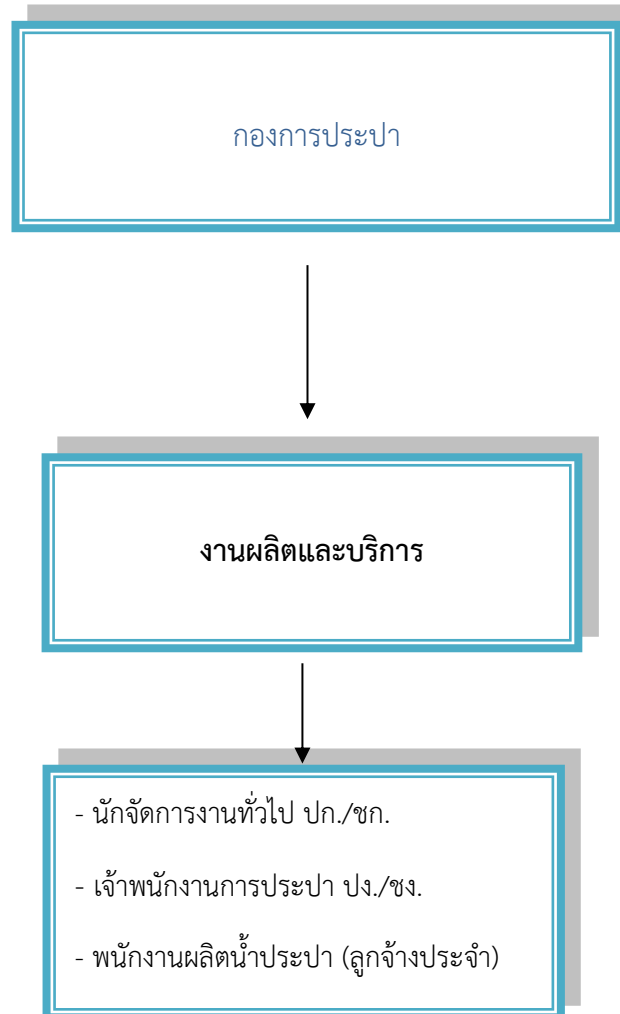 กองการประปา
งานผลิตและบริการ
- นักจัดการงานทั่วไป ปก./ชก.
- เจ้าพนักงานการประปา ปง./ชง.
- พนักงานผลิตน้ำประปา (ลูกจ้างประจำ)